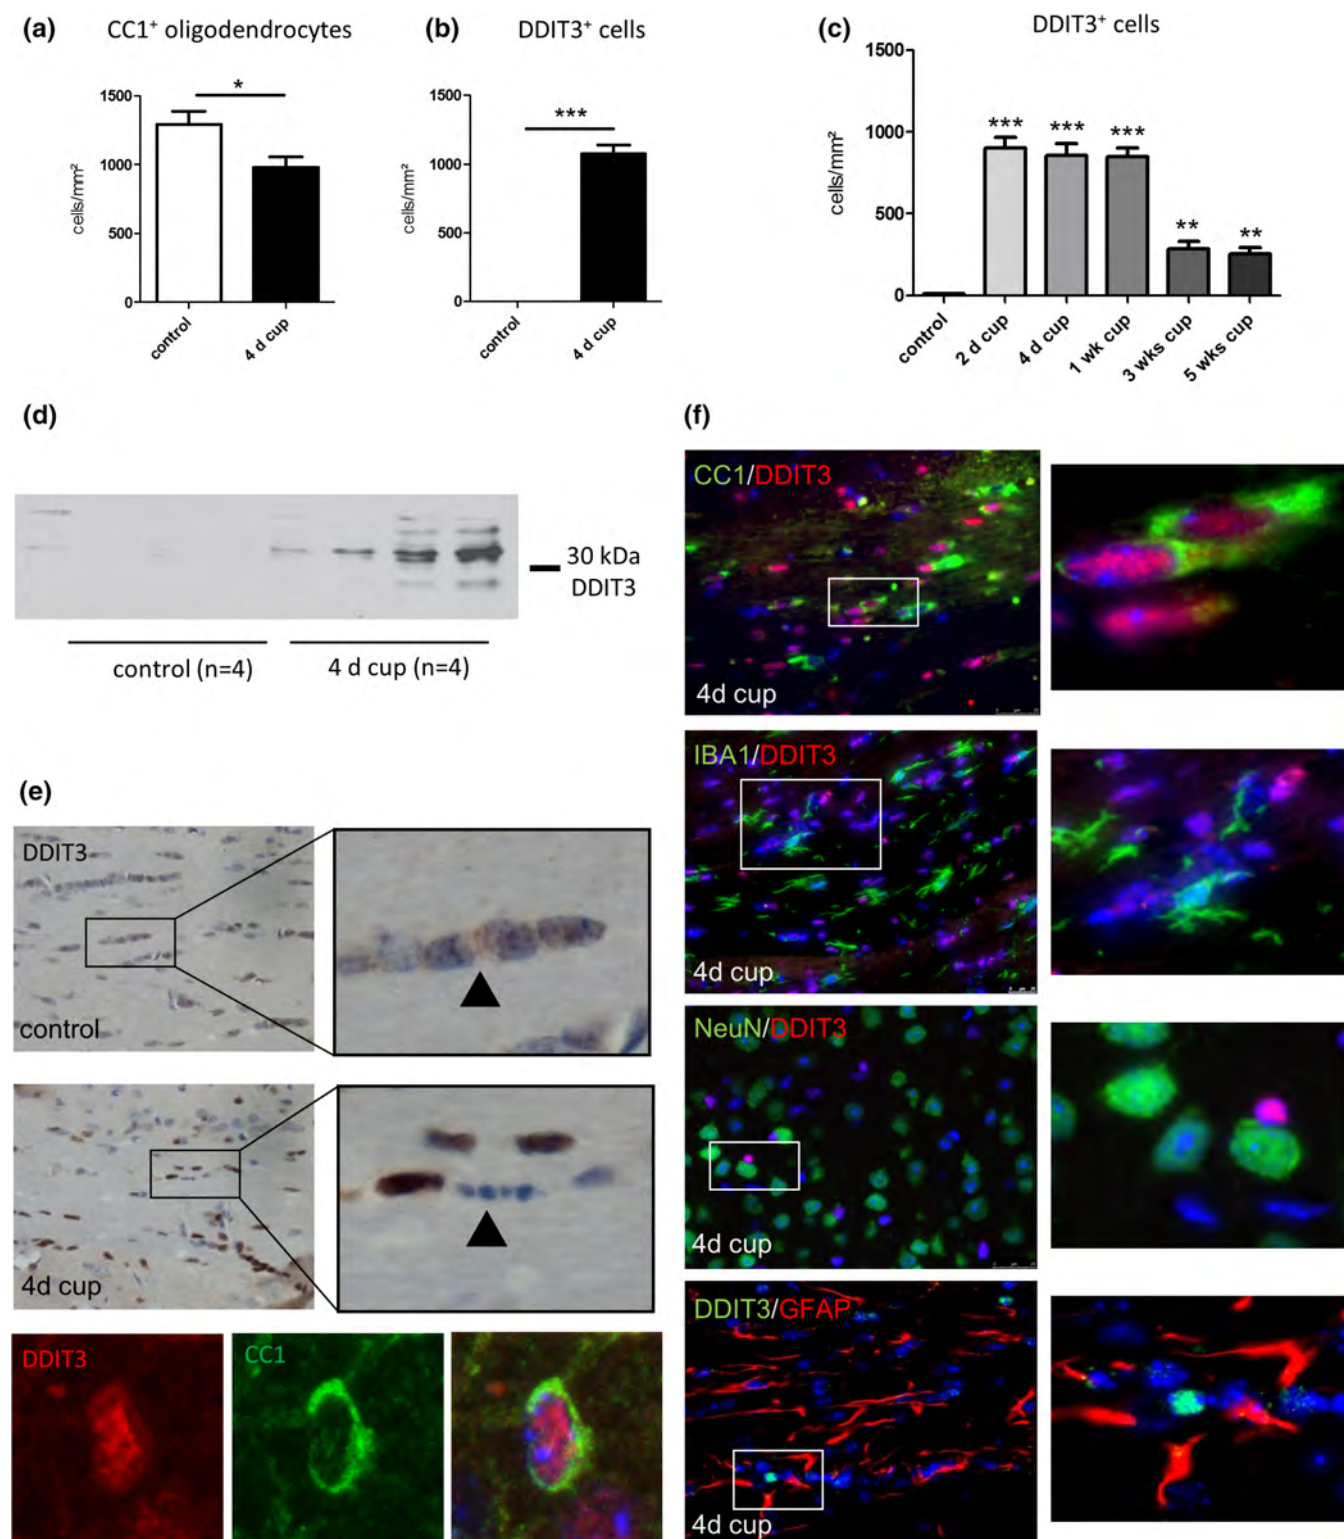 (a)
CC1⁺ oligodendrocytes
*
1500
1000
500
0
cells/mm²
control
4 d cup
(b)
DDIT3⁺ cells
***
1500
1000
500
0
cells/mm²
control
4 d cup
(c)
DDIT3⁺ cells
1500
1000
500
0
cells/mm²
*** *** *** ** **
control
2 d cup
4 d cup
1 wk cup
3 wks cup
5 wks cup
(d)
30 kDa
DDIT3
control (n=4)
4 d cup (n=4)
(e)
DDIT3
control
4d cup
DDIT3
CC1
(f)
CC1/DDIT3
4d cup
IBA1/DDIT3
4d cup
NeuN/DDIT3
4d cup
DDIT3/GFAP
4d cup